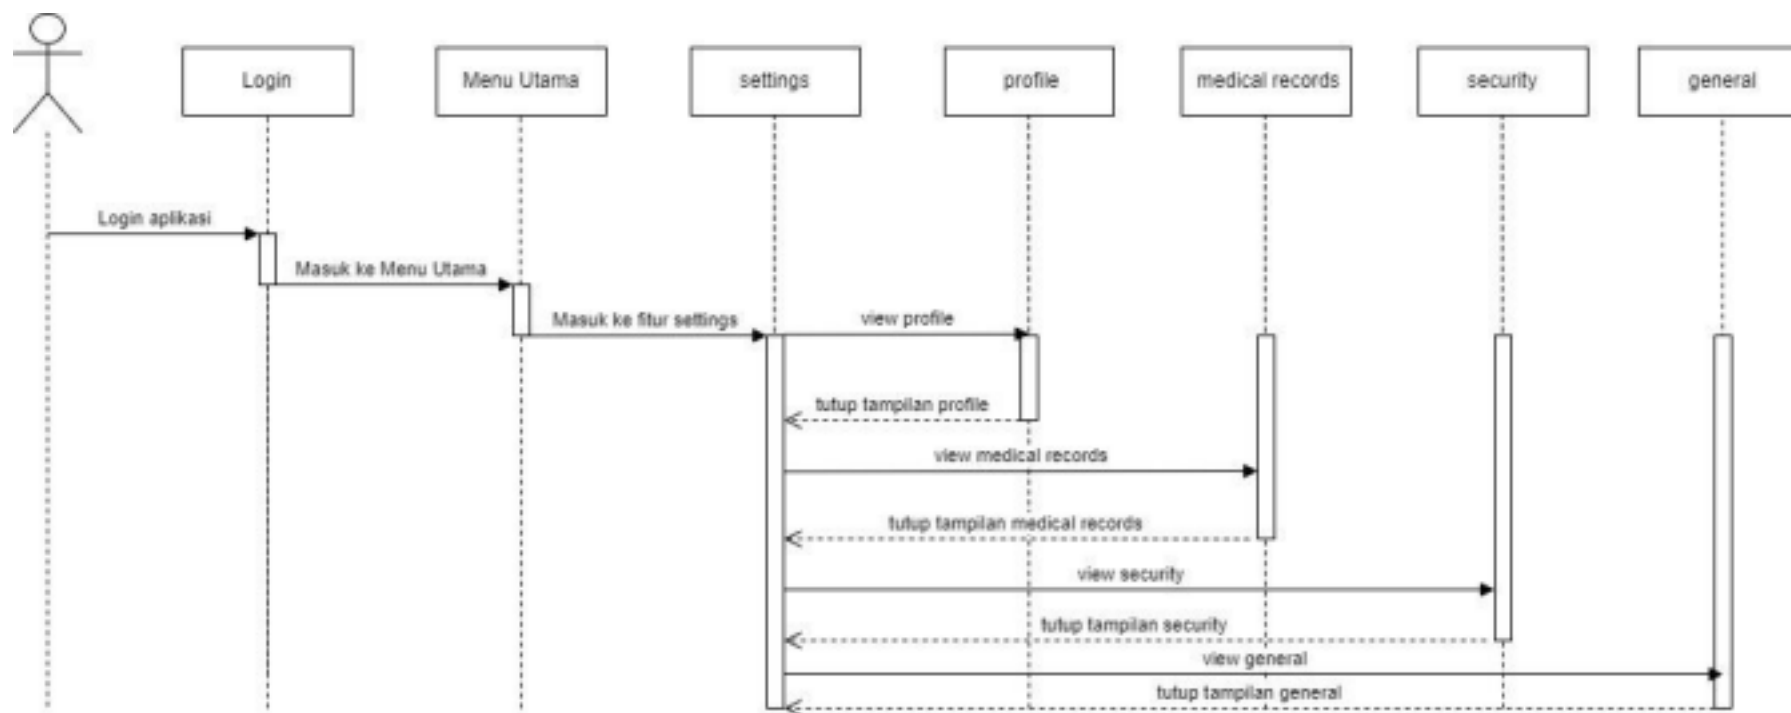 Login
Menu Utama
settings
profile
medical records
security
general
Login aplikasi
Masuk ke Menu Utama
Masuk ke fitur settings
view profile
tutup tampilan profile
view medical records
tutup tampilan medical records
view security
tutup tampilan security
view general
tutup tampilan general